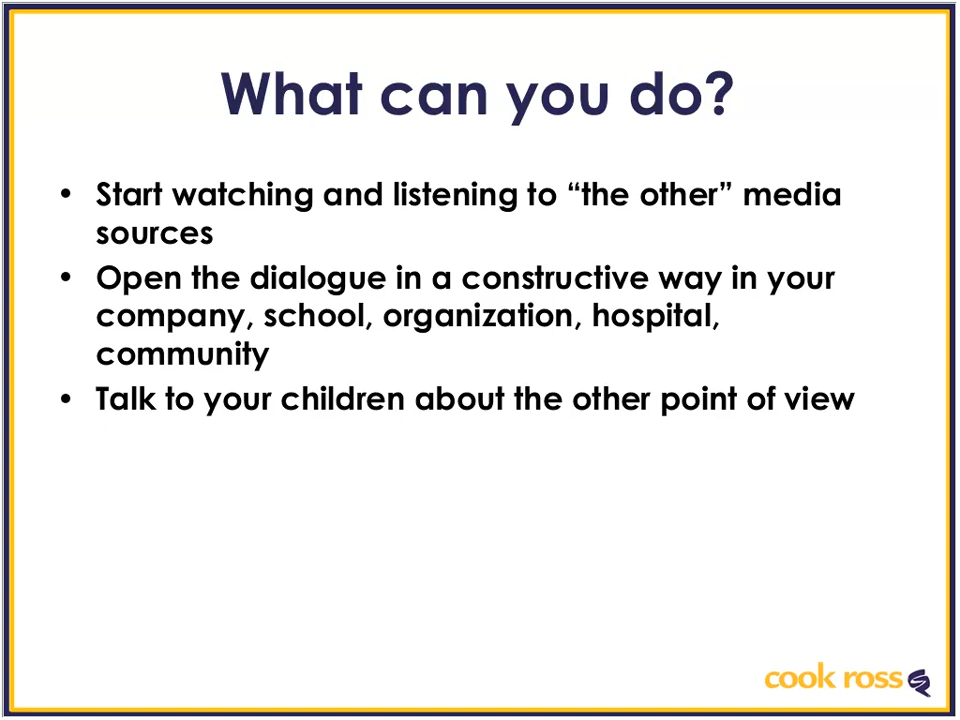 What can you do?
• Start watching and listening to “the other” media
sources
• Open the dialogue in a constructive way in your
company, school, organization, hospital,
community
• Talk to your children about the other point of view
cook ross